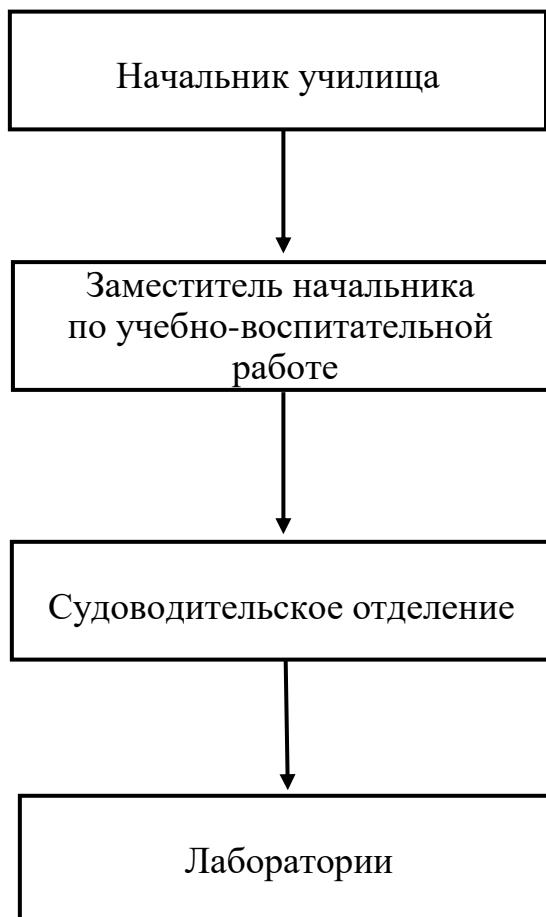 Начальник училища
Заместитель начальника
по учебно-воспитательной
работе
Судоводительское отделение
Лаборатории